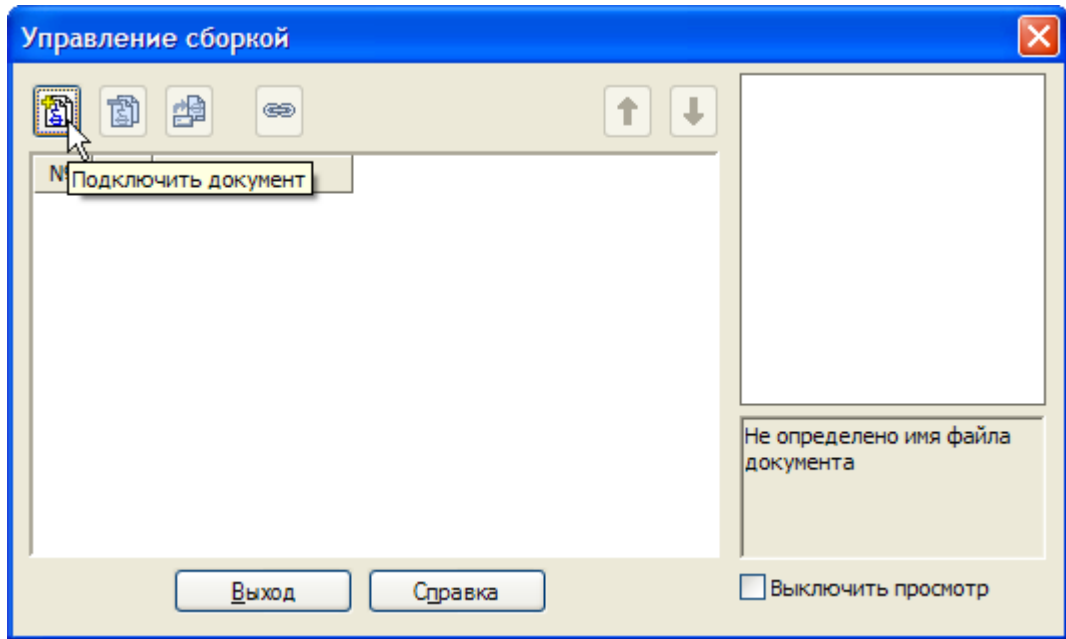 Управление сборкой
Подключить документ
Не определено имя файла
документа
Выход
Справка
Выключить просмотр